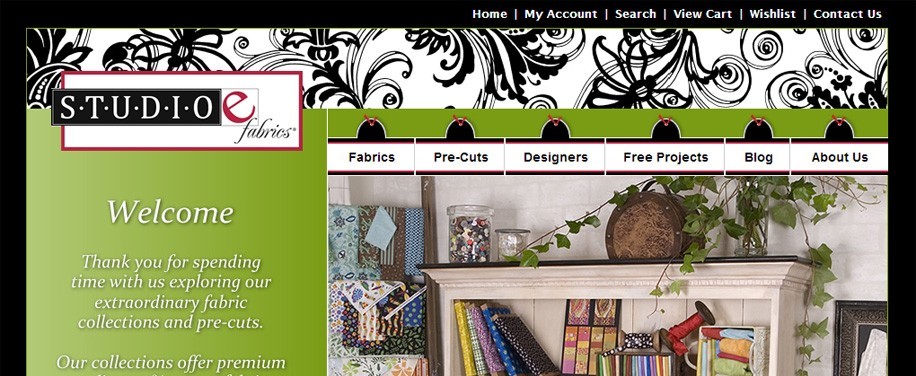 Home | My Account | Search | View Cart | Wishlist | Contact Us
S·T·U·D·I·O e
fabrics®
Fabrics
Pre-Cuts
Designers
Free Projects
Blog
About Us
Welcome
Thank you for spending
time with us exploring our
extraordinary fabric
collections and pre-cuts.
Our collections offer premium